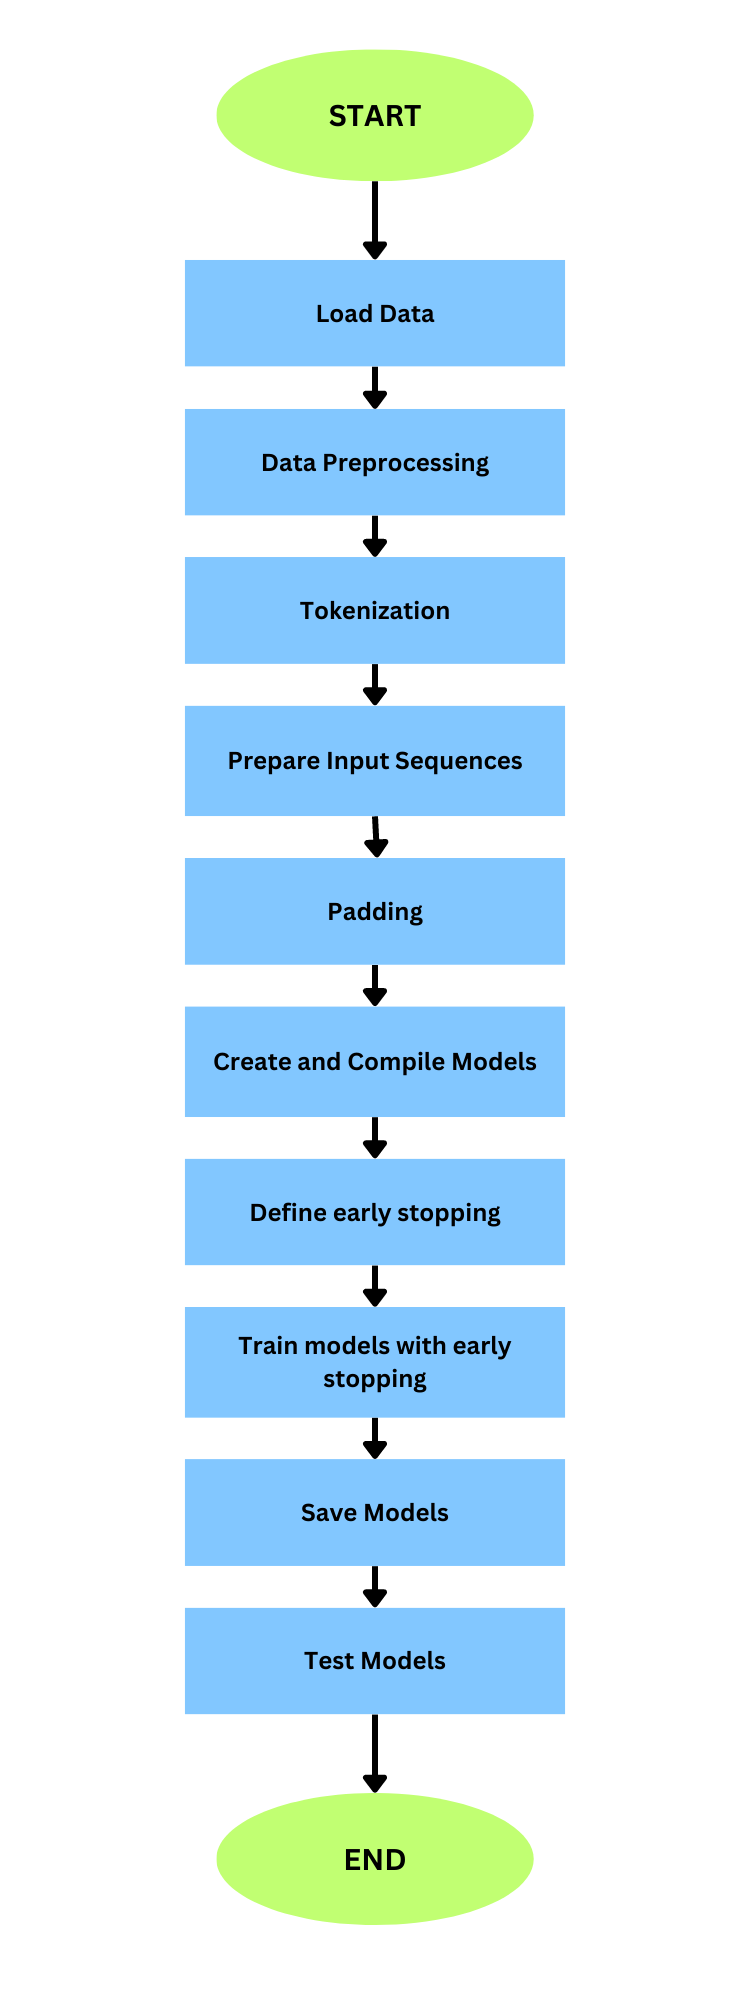 START
Load Data
Data Preprocessing
Tokenization
Prepare Input Sequences
Padding
Create and Compile Models
Define early stopping
Train models with early
stopping
Save Models
Test Models
END